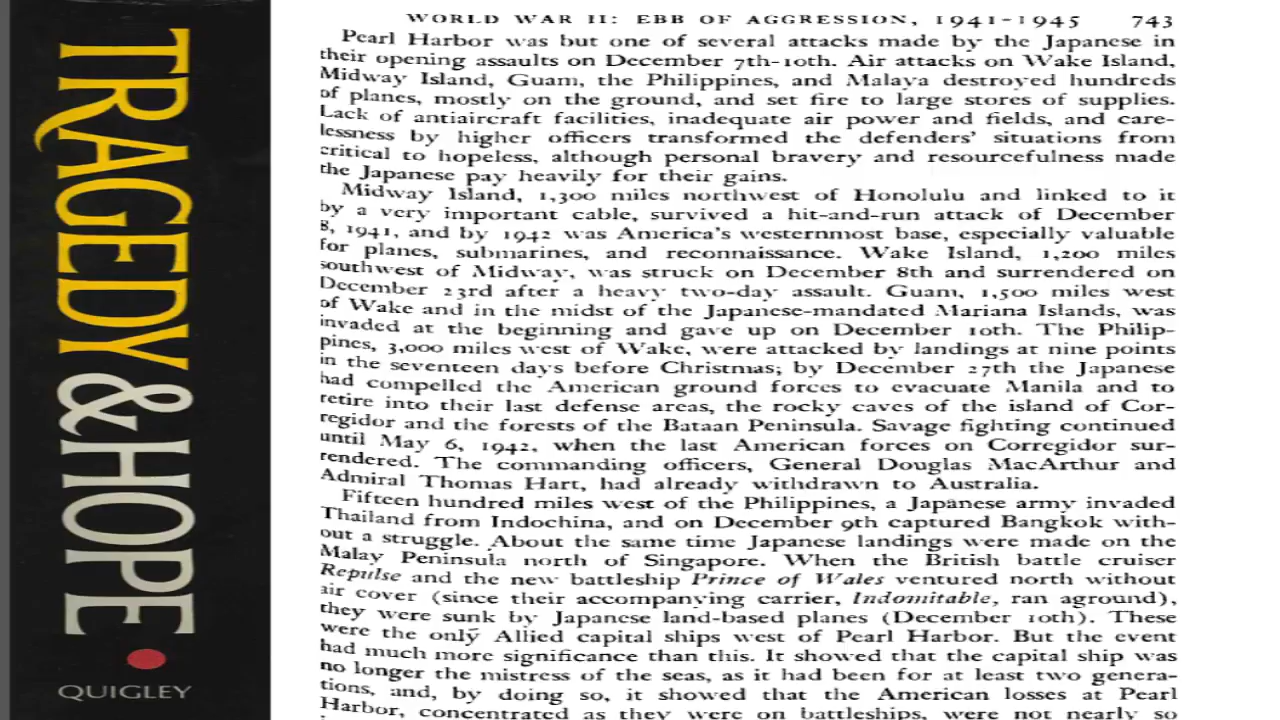 TRAGEDY & HOPE
QUIGLEY
WORLD WAR II: EBB OF AGGRESSION, 1941-1945 743
Pearl Harbor was but one of several attacks made by the Japanese in
their opening assaults on December 7th-10th. Air attacks on Wake Island,
Midway Island, Guam, the Philippines, and Malaya destroyed hundreds
of planes, mostly on the ground, and set fire to large stores of supplies.
Lack of antiaircraft facilities, inadequate air power and fields, and care-
lessness by higher officers transformed the defenders' situations from
critical to hopeless, although personal bravery and resourcefulness made
the Japanese pay heavily for their gains.
Midway Island, 1,300 miles northwest of Honolulu and linked to it
by a very important cable, survived a hit-and-run attack of December
8, 1941, and by 1942 was America's westernmost base, especially valuable
for planes, submarines, and reconnaissance. Wake Island, 1,200 miles
southwest of Midway, was struck on December 8th and surrendered on
December 23rd after a heavy two-day assault. Guam, 1,500 miles west
of Wake and in the midst of the Japanese-mandated Mariana Islands, was
invaded at the beginning and gave up on December 10th. The Philip-
pines, 3,000 miles west of Wake, were attacked by landings at nine points
in the seventeen days before Christmas; by December 27th the Japanese
had compelled the American ground forces to evacuate Manila and to
retire into their last defense areas, the rocky caves of the island of Cor-
regidor and the forests of the Bataan Peninsula. Savage fighting continued
until May 6, 1942, when the last American forces on Corregidor sur-
rendered. The commanding officers, General Douglas MacArthur and
Admiral Thomas Hart, had already withdrawn to Australia.
Fifteen hundred miles west of the Philippines, a Japanese army invaded
Thailand from Indochina, and on December 9th captured Bangkok with-
out a struggle. About the same time Japanese landings were made on the
Malay Peninsula north of Singapore. When the British battle cruiser
Repulse and the new battleship Prince of Wales ventured north without
air cover (since their accompanying carrier, Indomitable, ran aground),
they were sunk by Japanese land-based planes (December 10th). These
were the only Allied capital ships west of Pearl Harbor. But the event
had much more significance than this. It showed that the capital ship was
no longer the mistress of the seas, as it had been for at least two genera-
tions, and, by doing so, it showed that the American losses at Pearl
Harbor, concentrated as they were on battleships, were not nearly so